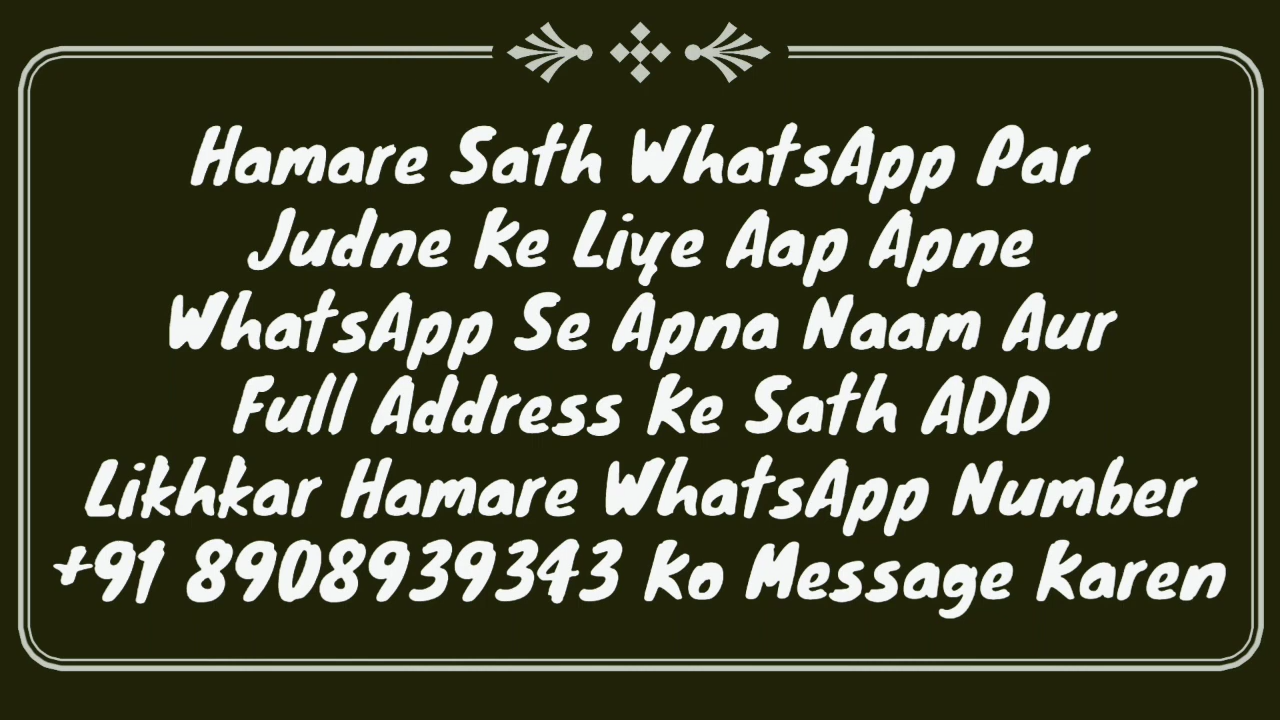 Hamare Sath WhatsApp Par
Judne Ke Liye Aap Apne
WhatsApp Se Apna Naam Aur
Full Address Ke Sath ADD
Likhkar Hamare WhatsApp Number
+91 8908939343 Ko Message Karen